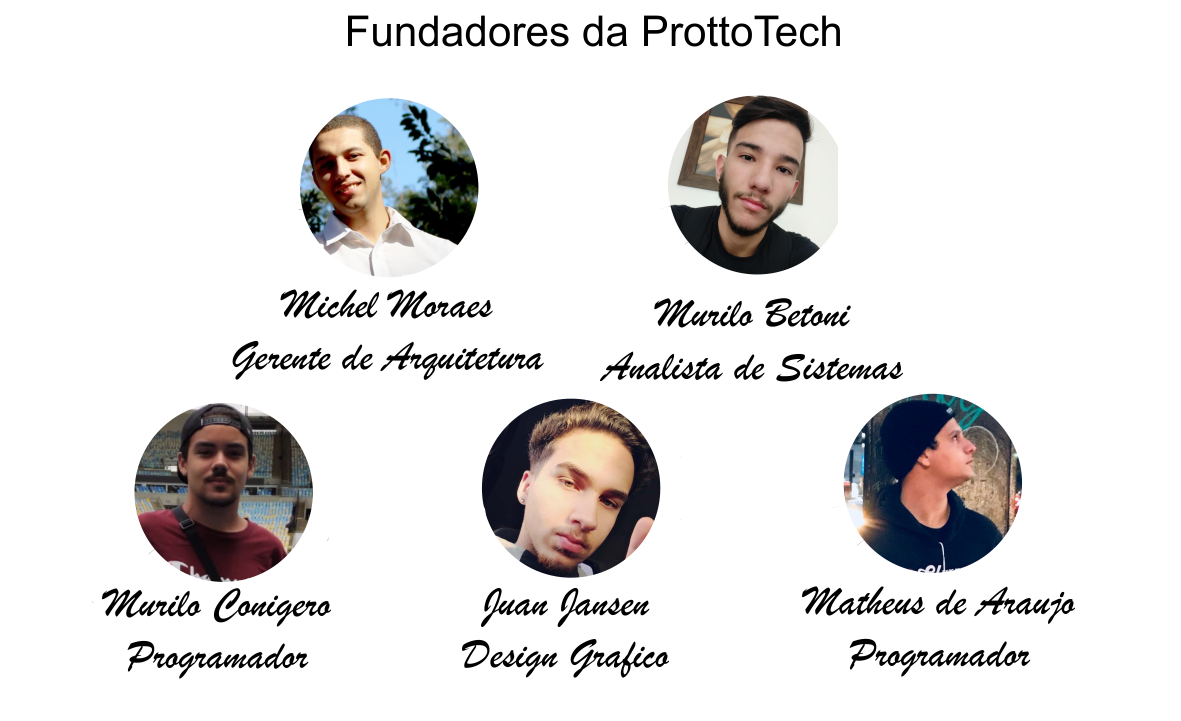 Fundadores da ProttoTech
Michel Moraes
Gerente de Arquitetura
Murilo Betoni
Analista de Sistemas
Murilo Conigero
Programador
Juan Jansen
Design Grafico
Matheus de Araujo
Programador